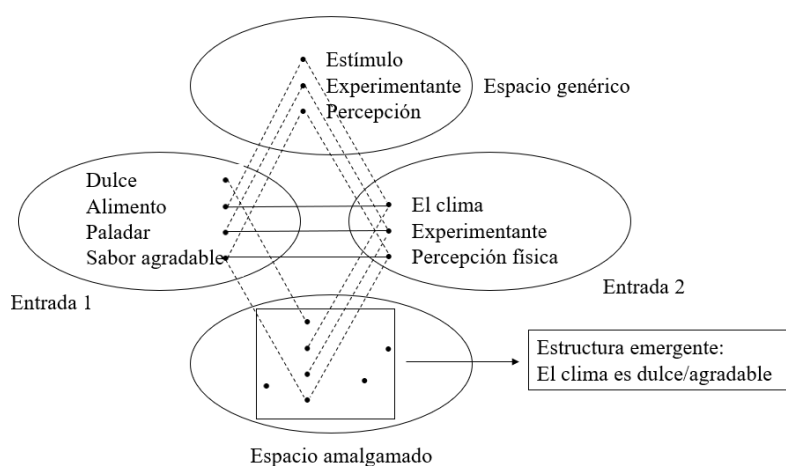 Estímulo
Experimentante
Percepción
Espacio genérico
Dulce
Alimento
Paladar
Sabor agradable
Entrada 1
El clima
Experimentante
Percepción física
Entrada 2
Estructura emergente:
El clima es dulce/agradable
Espacio amalgamado